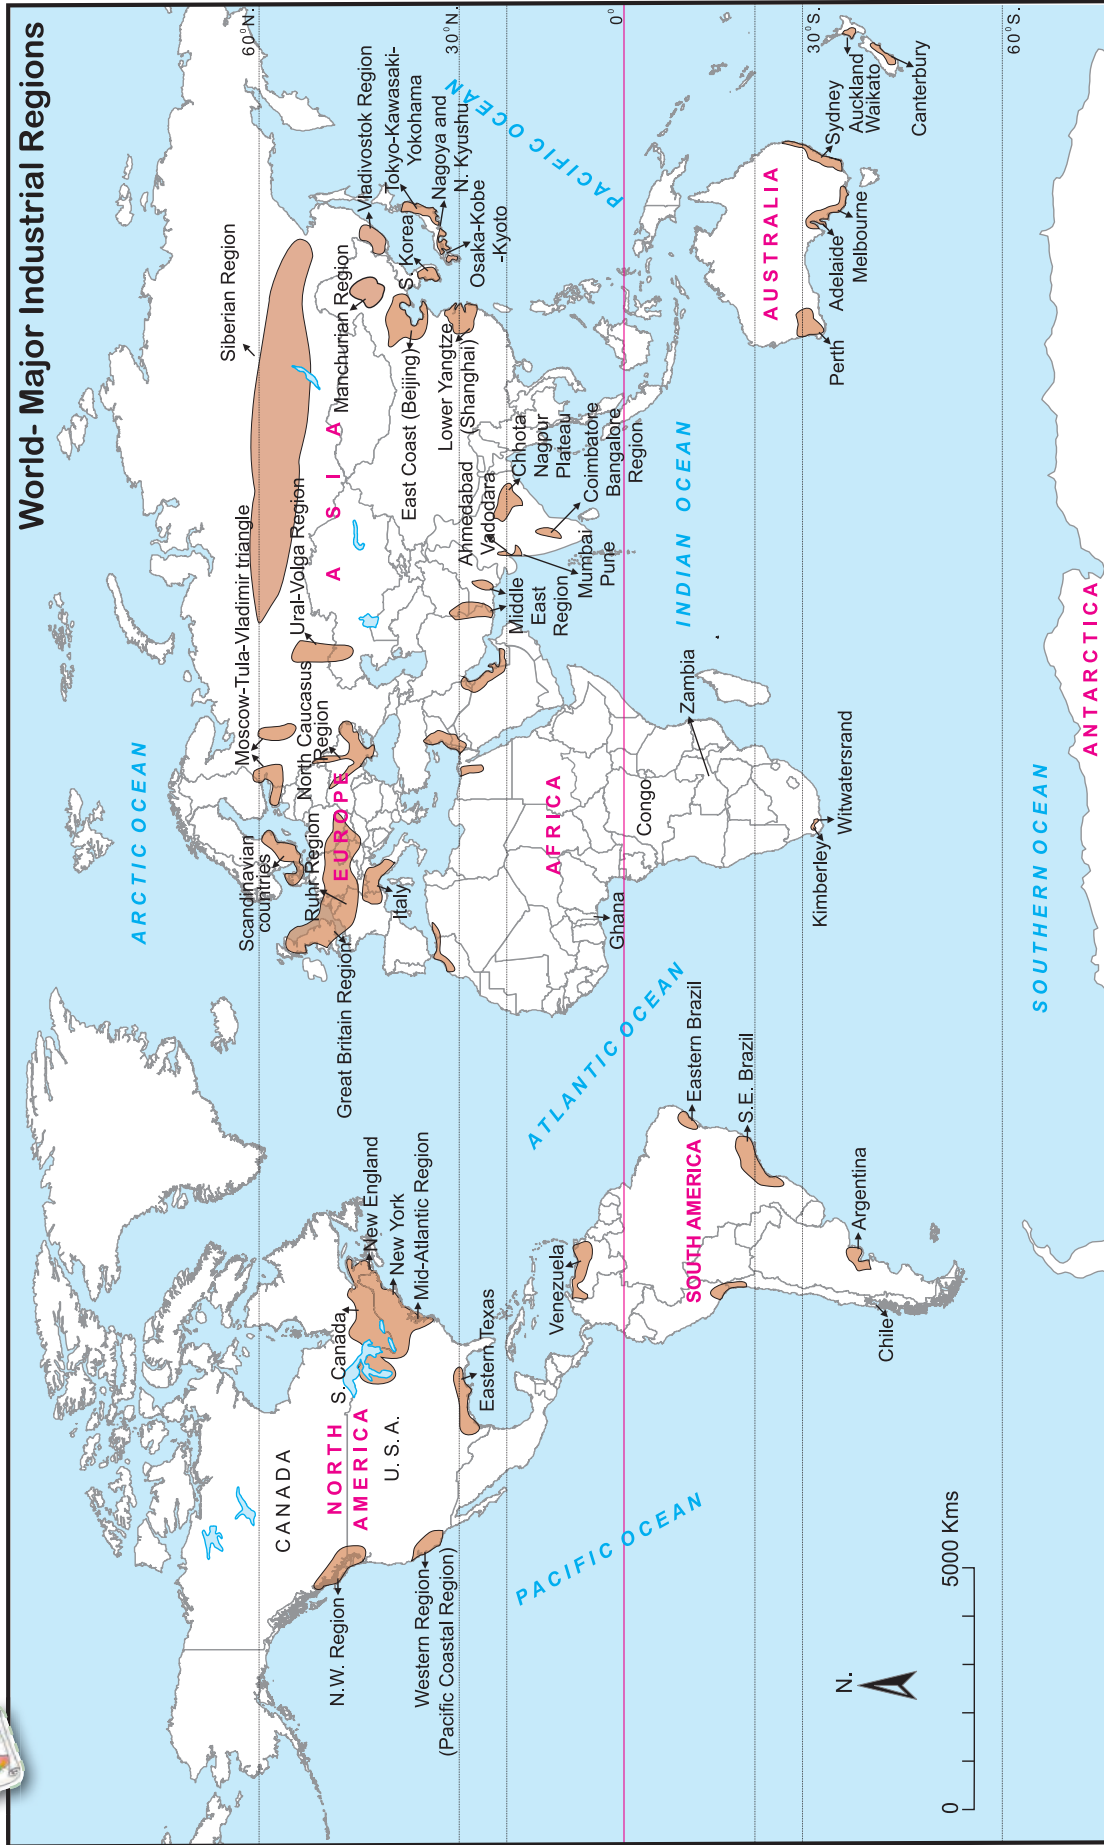 World- Major Industrial Regions
60°N.
30°N.
0°
30°S.
60°S.
ARCTIC OCEAN
PACIFIC OCEAN
ATLANTIC OCEAN
PACIFIC OCEAN
INDIAN OCEAN
SOUTHERN OCEAN
NORTH
AMERICA
CANADA
U. S. A.
N.W. Region
Western Region
(Pacific Coastal Region)
S. Canada
New England
New York
Mid-Atlantic Region
Eastern Texas
SOUTH AMERICA
Venezuela
Eastern Brazil
S.E. Brazil
Argentina
Chile
EUROPE
Great Britain Region
Scandinavian
countries
Ruhr Region
Italy
Moscow-Tula-Vladimir triangle
North Caucasus
Region
Ural-Volga Region
AFRICA
Ghana
Congo
Zambia
Kimberley
Witwatersrand
ASIA
Siberian Region
Manchurian Region
Vladivostok Region
Tokyo-Kawasaki-
Yokohama
Nagoya and
N. Kyushu
Osaka-Kobe
-Kyoto
S. Korea
East Coast (Beijing)
Lower Yangtze
(Shanghai)
Middle
East
Region
Ahmedabad
Vadodara
Mumbai
Pune
Chhota
Nagpur
Plateau
Coimbatore
Bangalore
Region
AUSTRALIA
Perth
Adelaide
Melbourne
Sydney
Auckland
Waikato
Canterbury
ANTARCTICA
N.
0
5000 Kms